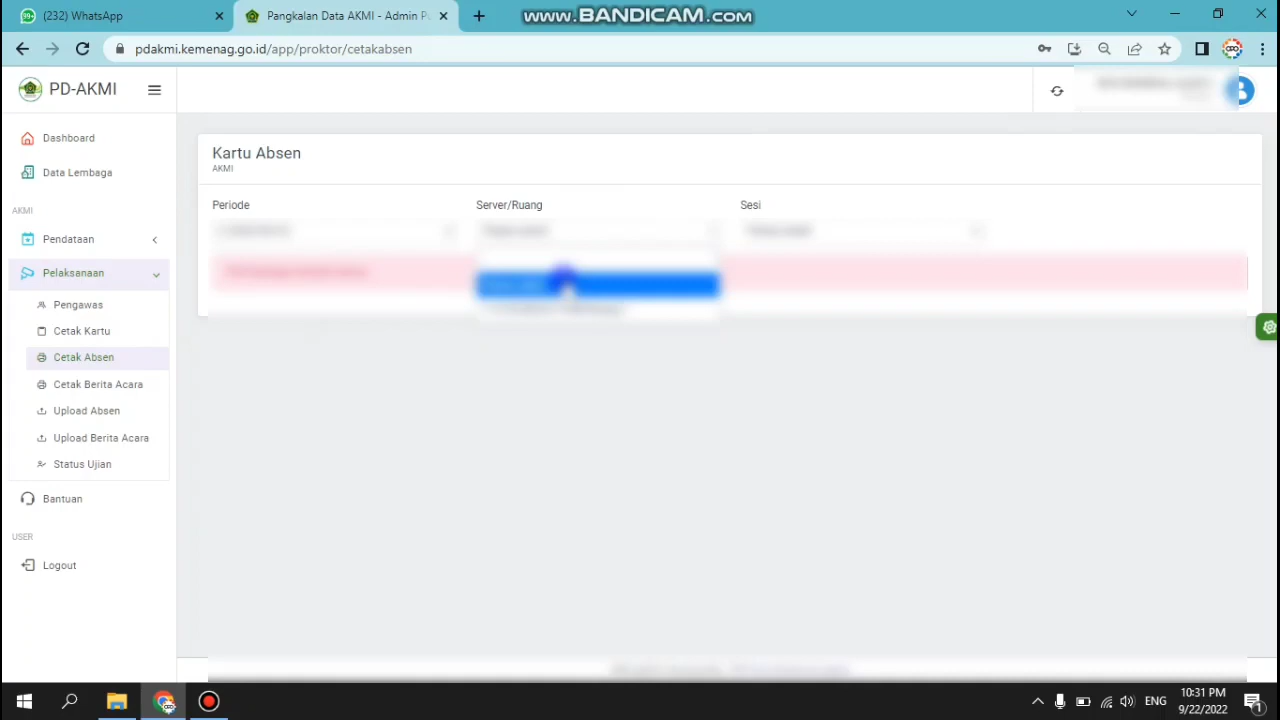 (232) WhatsApp
Pangkalan Data AKMI - Admin P
www.BANDICAM.com
pdakmi.kemenag.go.id/app/proktor/cetakabsen
PD-AKMI
Dashboard
Data Lembaga
AKMI
Pendataan
Pelaksanaan
Pengawas
Cetak Kartu
Cetak Absen
Cetak Berita Acara
Upload Absen
Upload Berita Acara
Status Ujian
Bantuan
USER
Logout
Kartu Absen
AKMI
Periode
Server/Ruang
Sesi
ENG
10:31 PM
9/22/2022
1